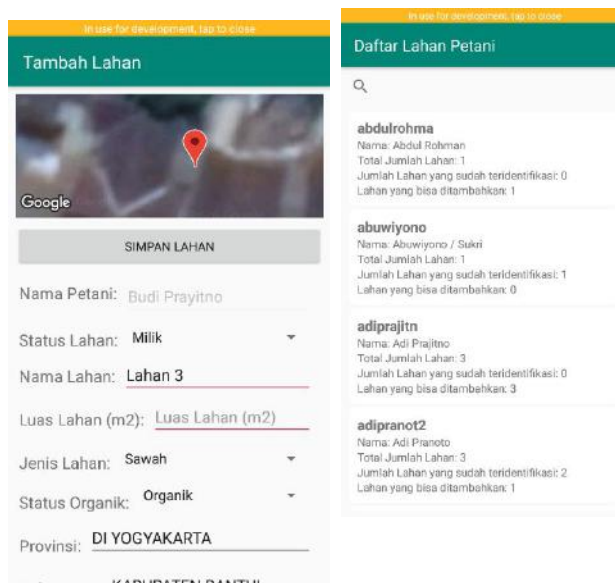 In use for development, tap to close
Tambah Lahan
Google
SIMPAN LAHAN
Nama Petani: Budi Prayitno
Status Lahan: Milik
Nama Lahan: Lahan 3
Luas Lahan (m2): Luas Lahan (m2)
Jenis Lahan: Sawah
Status Organik: Organik
Provinsi: DI YOGYAKARTA
KABUPATEN BANTUL
In use for development, tap to close
Daftar Lahan Petani
abdulrohma
Nama: Abdul Rohman
Total Jumlah Lahan: 1
Jumlah Lahan yang sudah teridentifikasi: 0
Lahan yang bisa ditambahkan: 1
abuwiyono
Nama: Abuwiyono / Sukri
Total Jumlah Lahan: 1
Jumlah Lahan yang sudah teridentifikasi: 1
Lahan yang bisa ditambahkan: 0
adiprajitn
Nama: Adi Prajitno
Total Jumlah Lahan: 3
Jumlah Lahan yang sudah teridentifikasi: 0
Lahan yang bisa ditambahkan: 3
adipranot2
Nama: Adi Pranoto
Total Jumlah Lahan: 3
Jumlah Lahan yang sudah teridentifikasi: 2
Lahan yang bisa ditambahkan: 1